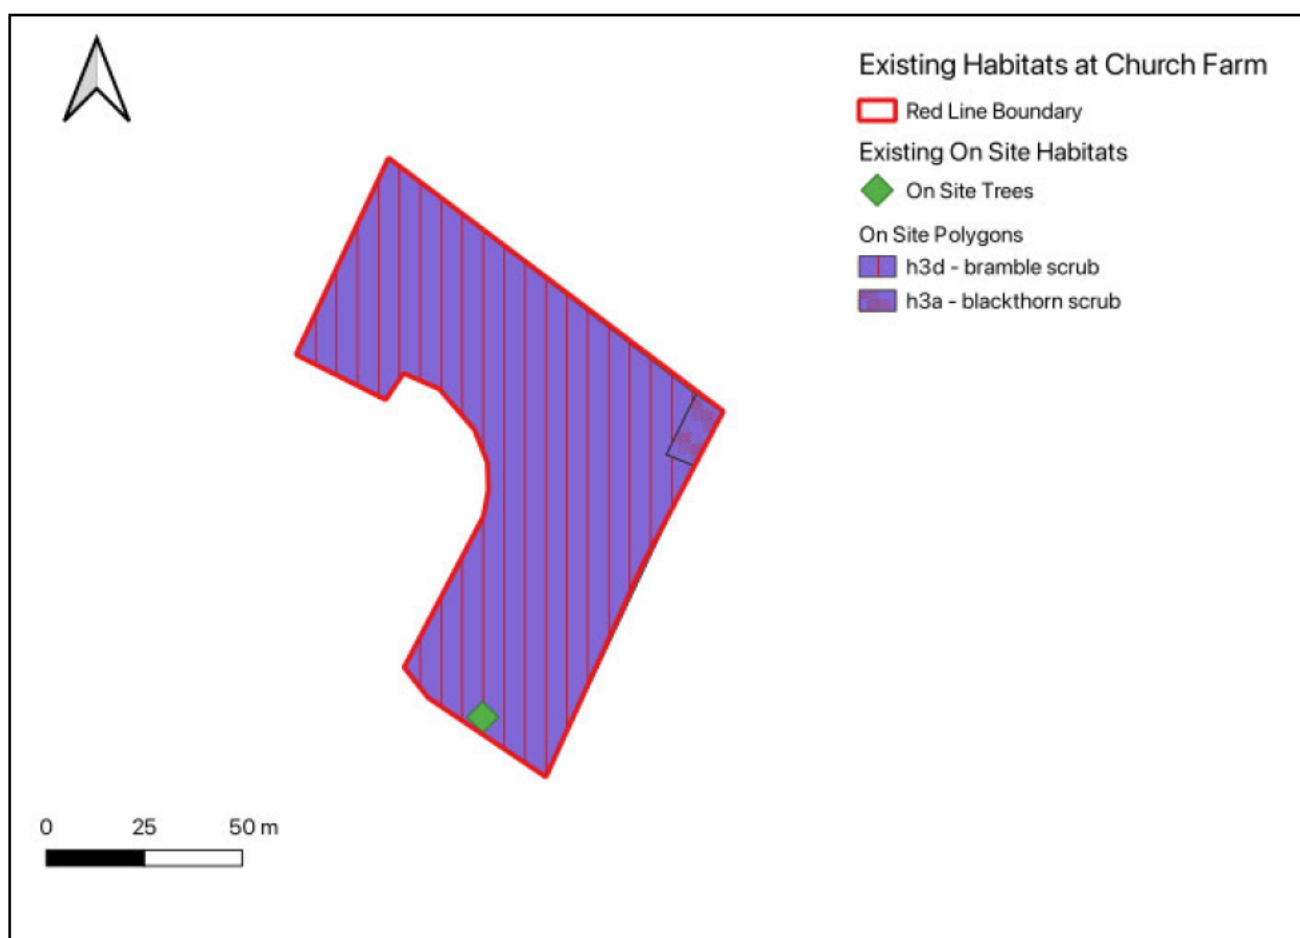 Existing Habitats at Church Farm
Red Line Boundary
Existing On Site Habitats
On Site Trees
On Site Polygons
h3d - bramble scrub
h3a - blackthorn scrub
0 25 50 m